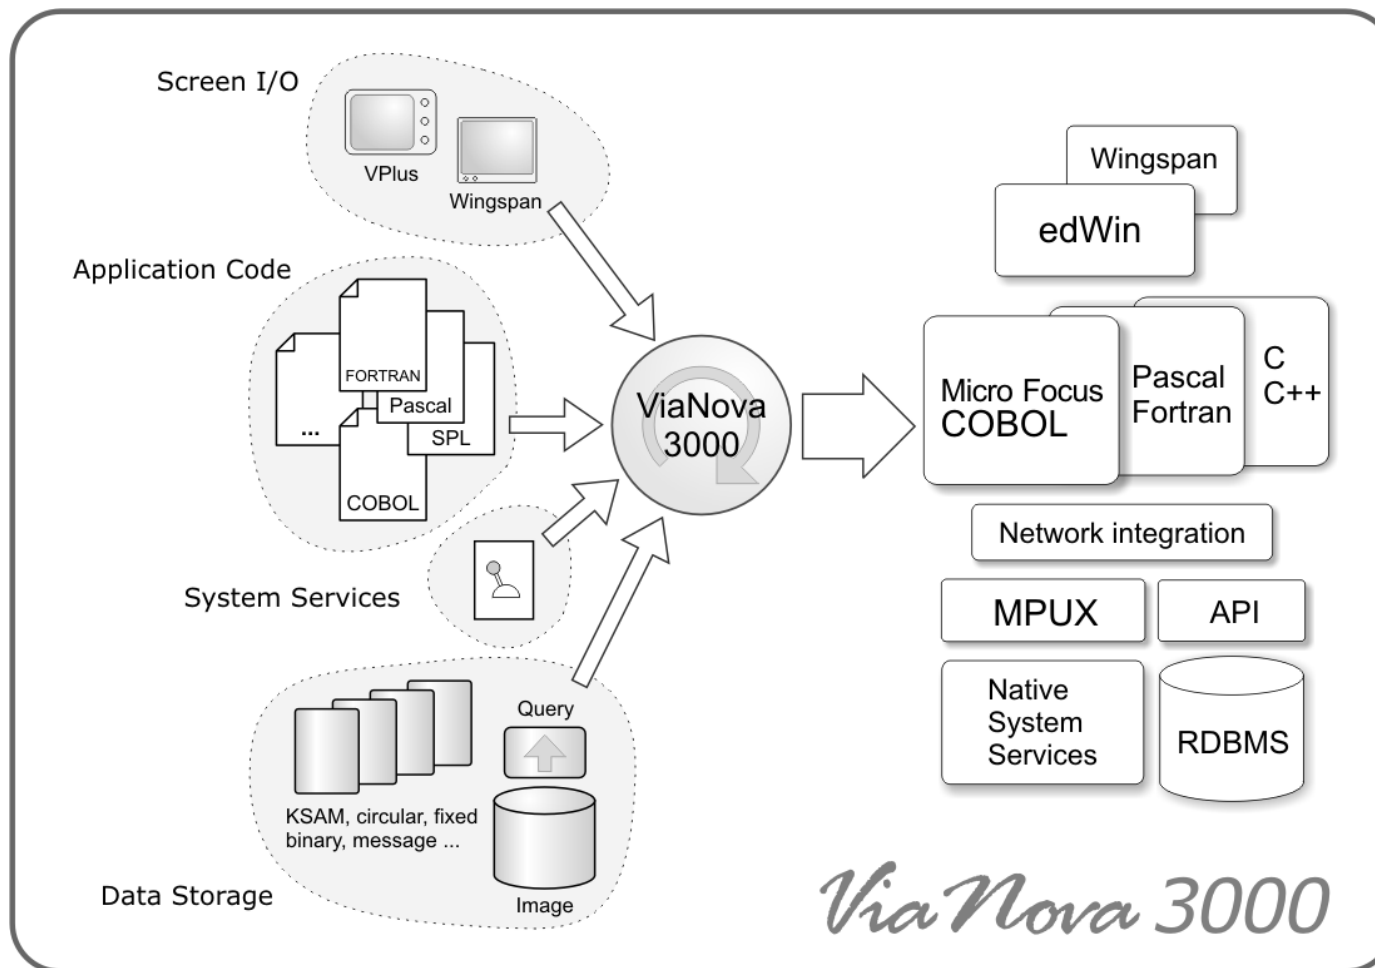 Screen I/O
VPlus
Wingspan
Application Code
FORTRAN
Pascal
...
SPL
COBOL
System Services
Query
KSAM, circular, fixed
binary, message ...
Image
Data Storage
ViaNova
3000
Wingspan
edWin
Micro Focus
COBOL
Pascal
Fortran
C
C++
Network integration
MPUX
API
Native
System
Services
RDBMS
ViaNova 3000